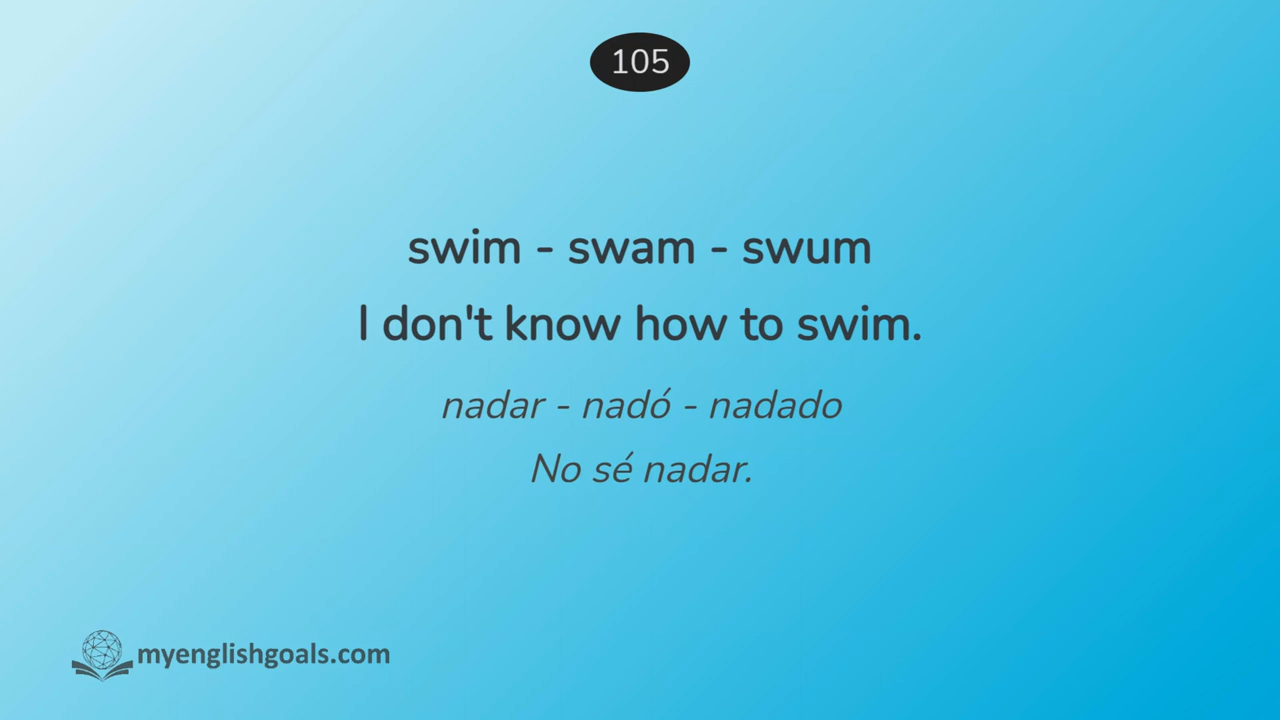 105
swim - swam - swum
I don't know how to swim.
nadar - nadó - nadado
No sé nadar.
myenglishgoals.com